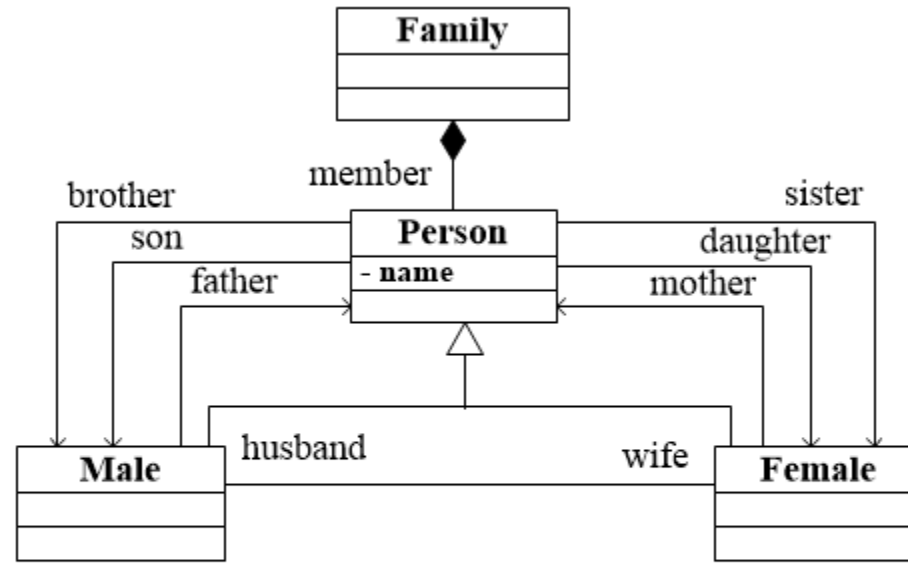 Family
member
brother
sister
Person
son
daughter
- name
father
mother
husband
wife
Male
Female